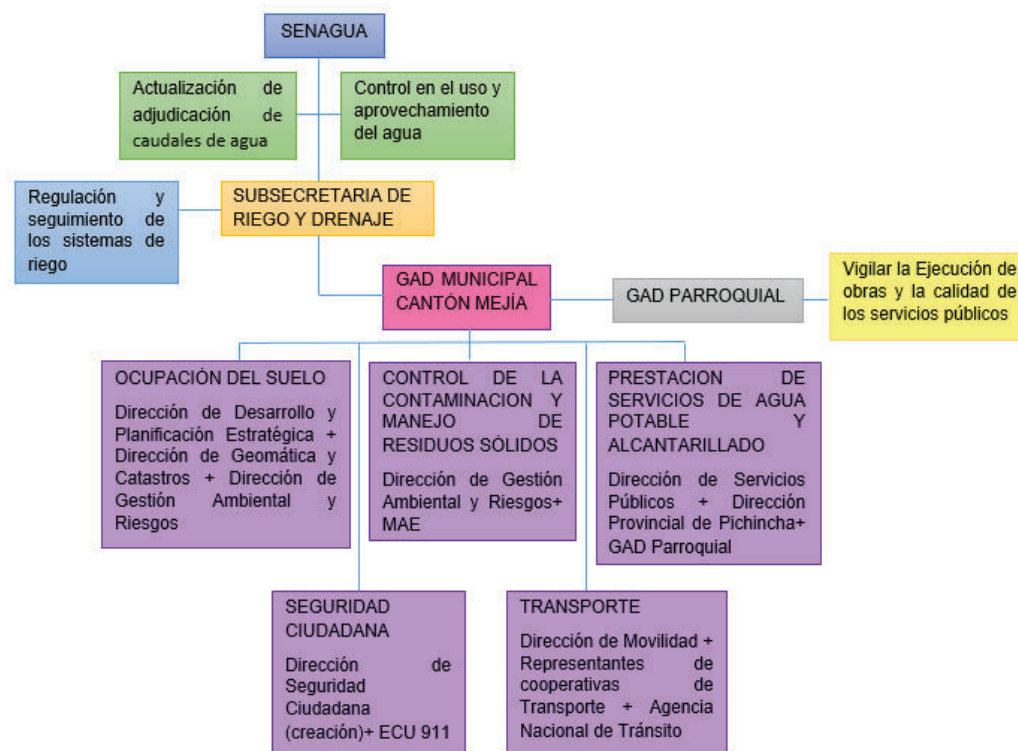 SENAGUA
Actualización de
adjudicación de
caudales de agua
Control en el uso y
aprovechamiento
del agua
Regulación y
seguimiento de
los sistemas de
riego
SUBSECRETARIA DE
RIEGO Y DRENAJE
GAD MUNICIPAL
CANTÓN MEJÍA
GAD PARROQUIAL
Vigilar la Ejecución de
obras y la calidad de
los servicios públicos
OCUPACIÓN DEL SUELO
Dirección de Desarrollo y
Planificación Estratégica +
Dirección de Geomática y
Catastros + Dirección de
Gestión Ambiental y
Riesgos
CONTROL DE LA
CONTAMINACION Y
MANEJO DE
RESIDUOS SÓLIDOS
Dirección de Gestión
Ambiental y Riesgos+
MAE
PRESTACION DE
SERVICIOS DE AGUA
POTABLE Y
ALCANTARILLADO
Dirección de Servicios
Públicos + Dirección
Provincial de Pichincha+
GAD Parroquial
SEGURIDAD
CIUDADANA
Dirección de
Seguridad
Ciudadana
(creación)+ ECU 911
TRANSPORTE
Dirección de Movilidad +
Representantes de
cooperativas de
Transporte + Agencia
Nacional de Tránsito